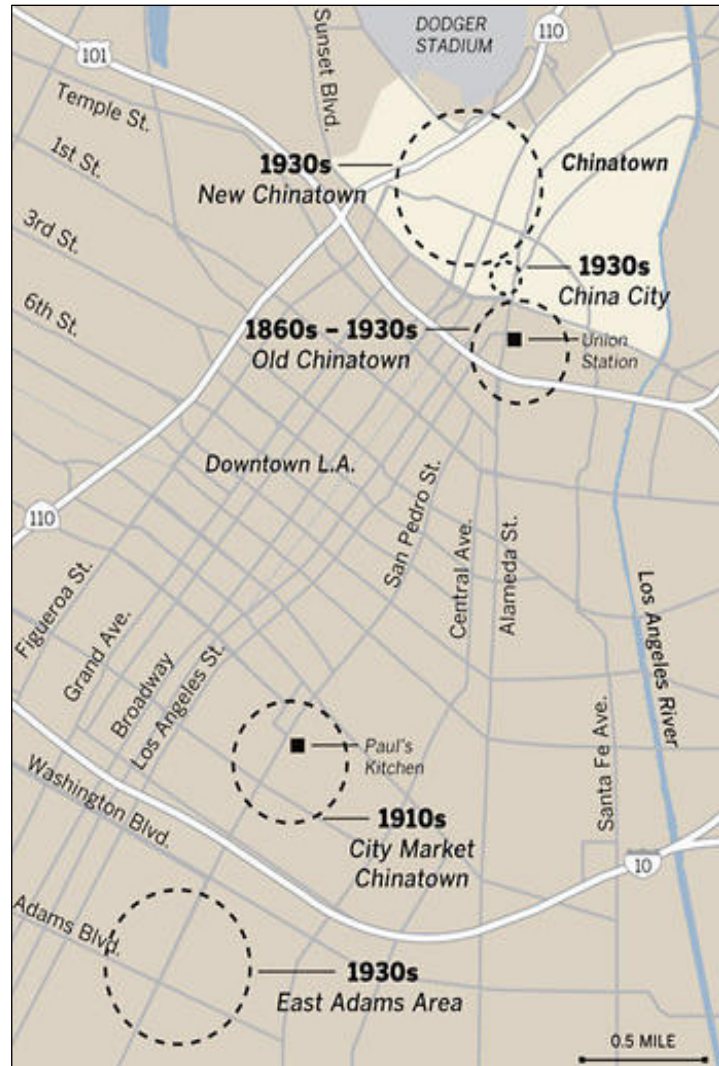 DODGER
STADIUM
110
101
Sunset Blvd.
Temple St.
1st St.
3rd St.
6th St.
1930s
New Chinatown
Chinatown
1930s
China City
1860s – 1930s
Old Chinatown
Union
Station
Downtown L.A.
110
San Pedro St.
Central Ave.
Alameda St.
Los Angeles River
Figueroa St.
Grand Ave.
Broadway
Los Angeles St.
Santa Fe Ave.
Paul's
Kitchen
Washington Blvd.
1910s
City Market
Chinatown
10
Adams Blvd.
1930s
East Adams Area
0.5 MILE